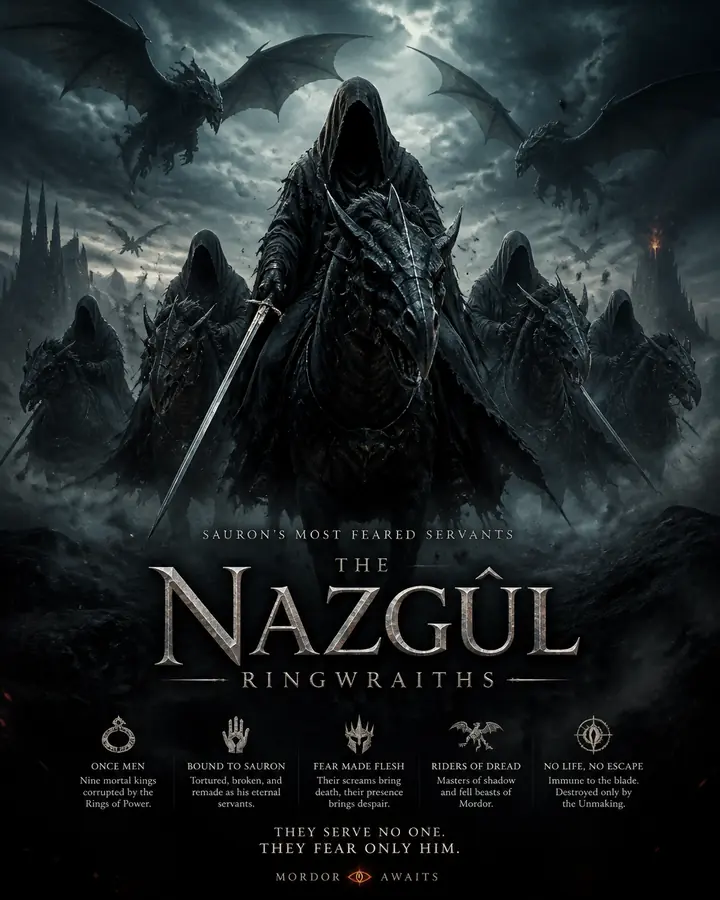 SAURON'S MOST FEARED SERVANTS
THE
NAZGÛL
RINGWRAITHS
ONCE MEN
Nine mortal kings
corrupted by the
Rings of Power.
BOUND TO SAURON
Tortured, broken, and
remade as his eternal
servants.
FEAR MADE FLESH
Their screams bring
death, their presence
brings despair.
RIDERS OF DREAD
Masters of shadow
and fell beasts of
Mordor.
NO LIFE, NO ESCAPE
Immune to the blade.
Destroyed only by
the Unmaking.
THEY SERVE NO ONE.
THEY FEAR ONLY HIM.
MORDOR AWAITS